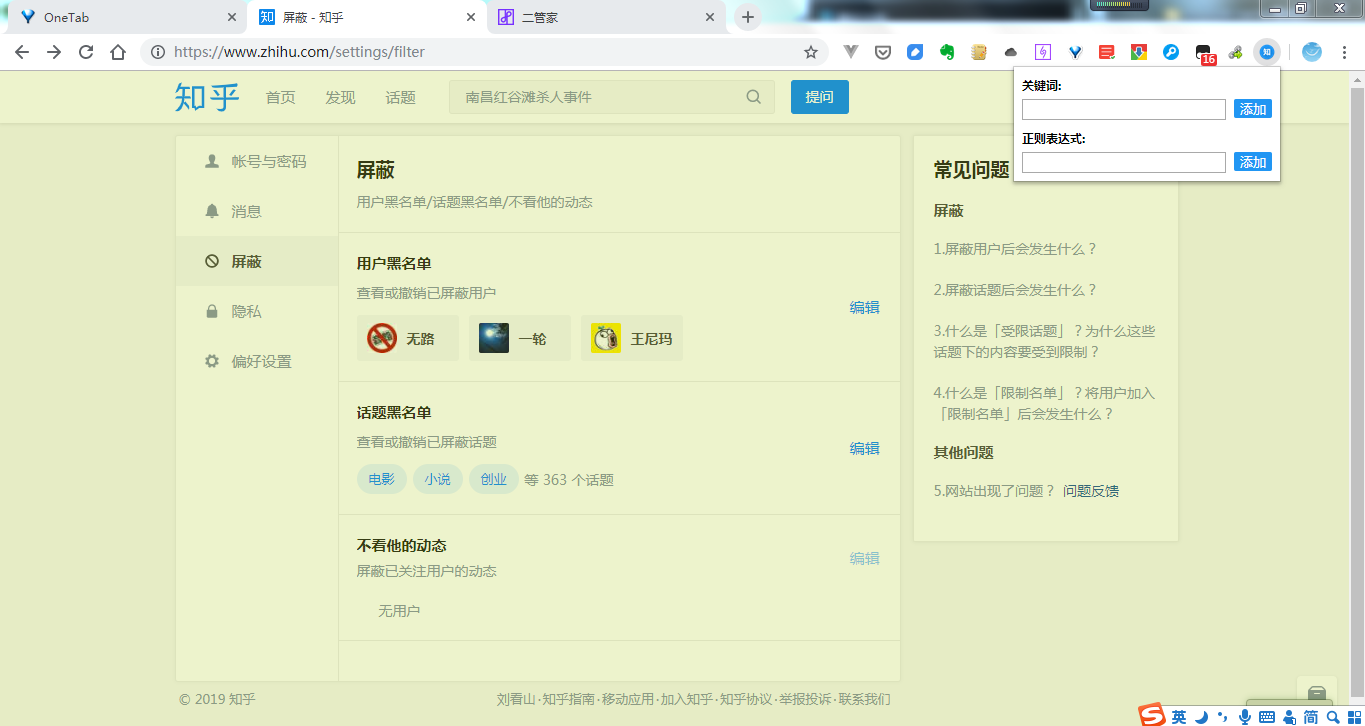 OneTab
屏蔽 - 知乎
二管家
https://www.zhihu.com/settings/filter
16
知
知乎
首页
发现
话题
南昌红谷滩杀人事件
提问
关键词:
添加
正则表达式:
添加
帐号与密码
消息
屏蔽
隐私
偏好设置
屏蔽
用户黑名单/话题黑名单/不看他的动态
用户黑名单
查看或撤销已屏蔽用户
编辑
无路
一轮
王尼玛
话题黑名单
查看或撤销已屏蔽话题
编辑
电影
小说
创业
等 363 个话题
不看他的动态
屏蔽已关注用户的动态
编辑
无用户
常见问题
屏蔽
1.屏蔽用户后会发生什么？
2.屏蔽话题后会发生什么？
3.什么是「受限话题」？为什么这些
话题下的内容要受到限制？
4.什么是「限制名单」？将用户加入
「限制名单」后会发生什么？
其他问题
5.网站出现了问题？ 问题反馈
© 2019 知乎
刘看山·知乎指南·移动应用·加入知乎·知乎协议·举报投诉·联系我们
英
简